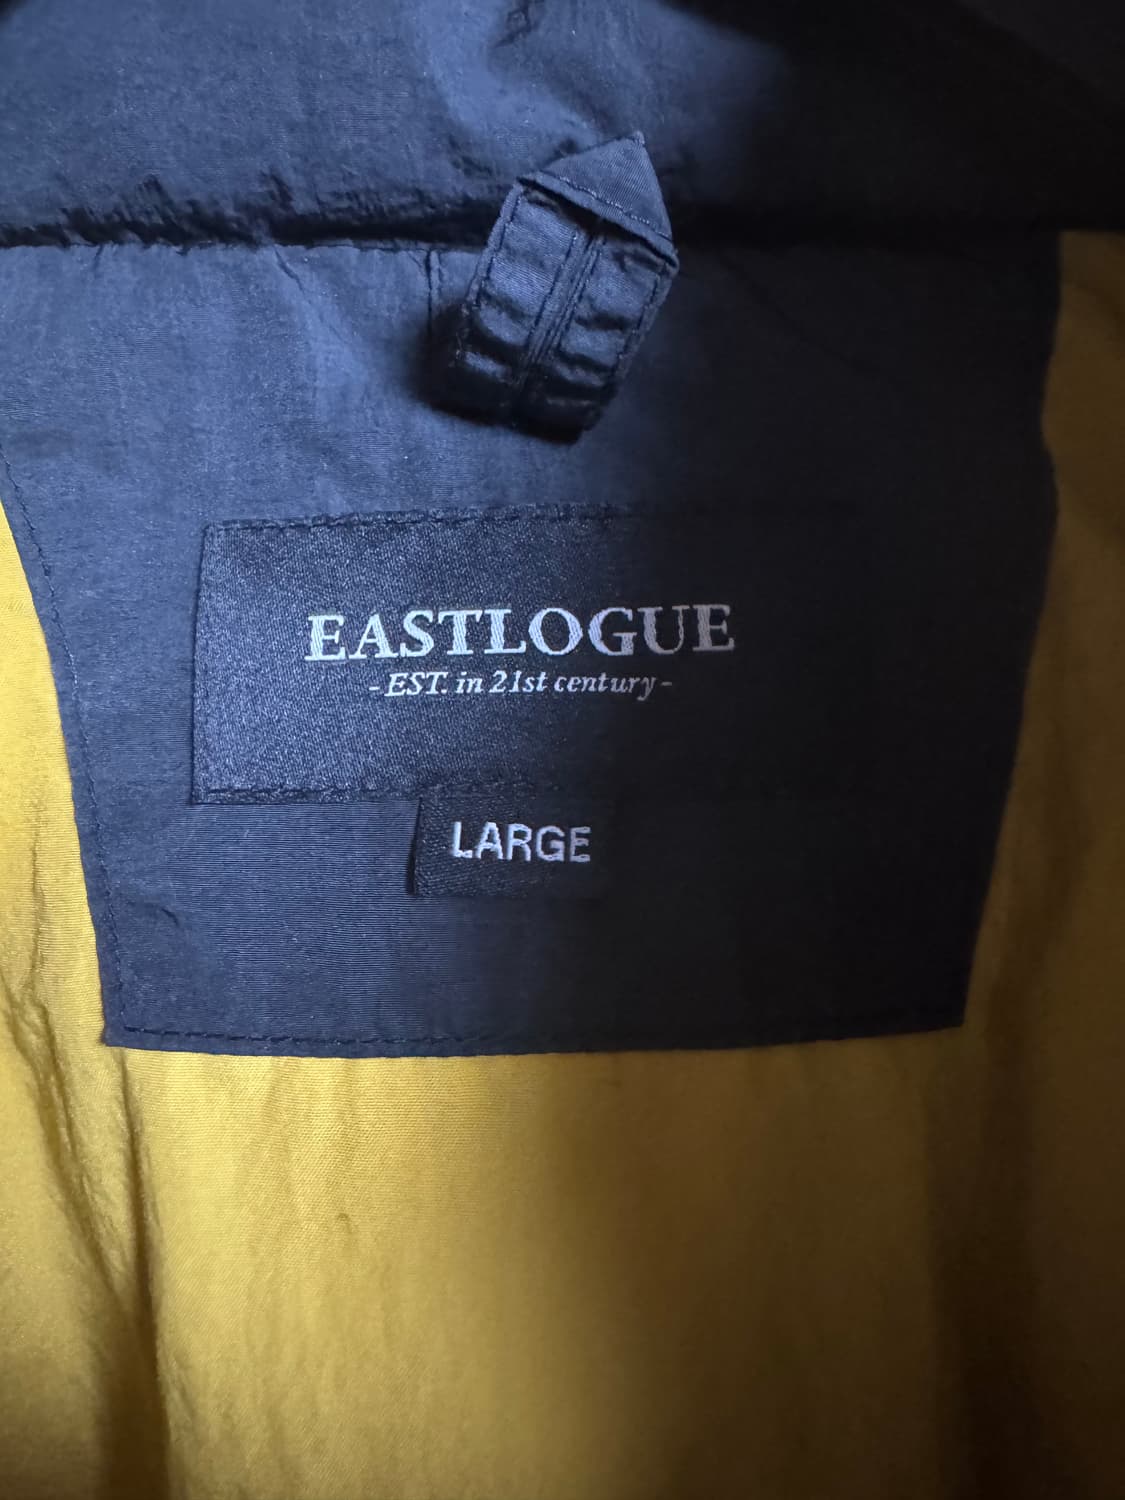 EASTLOGUE
- EST. in 21st century -
LARGE